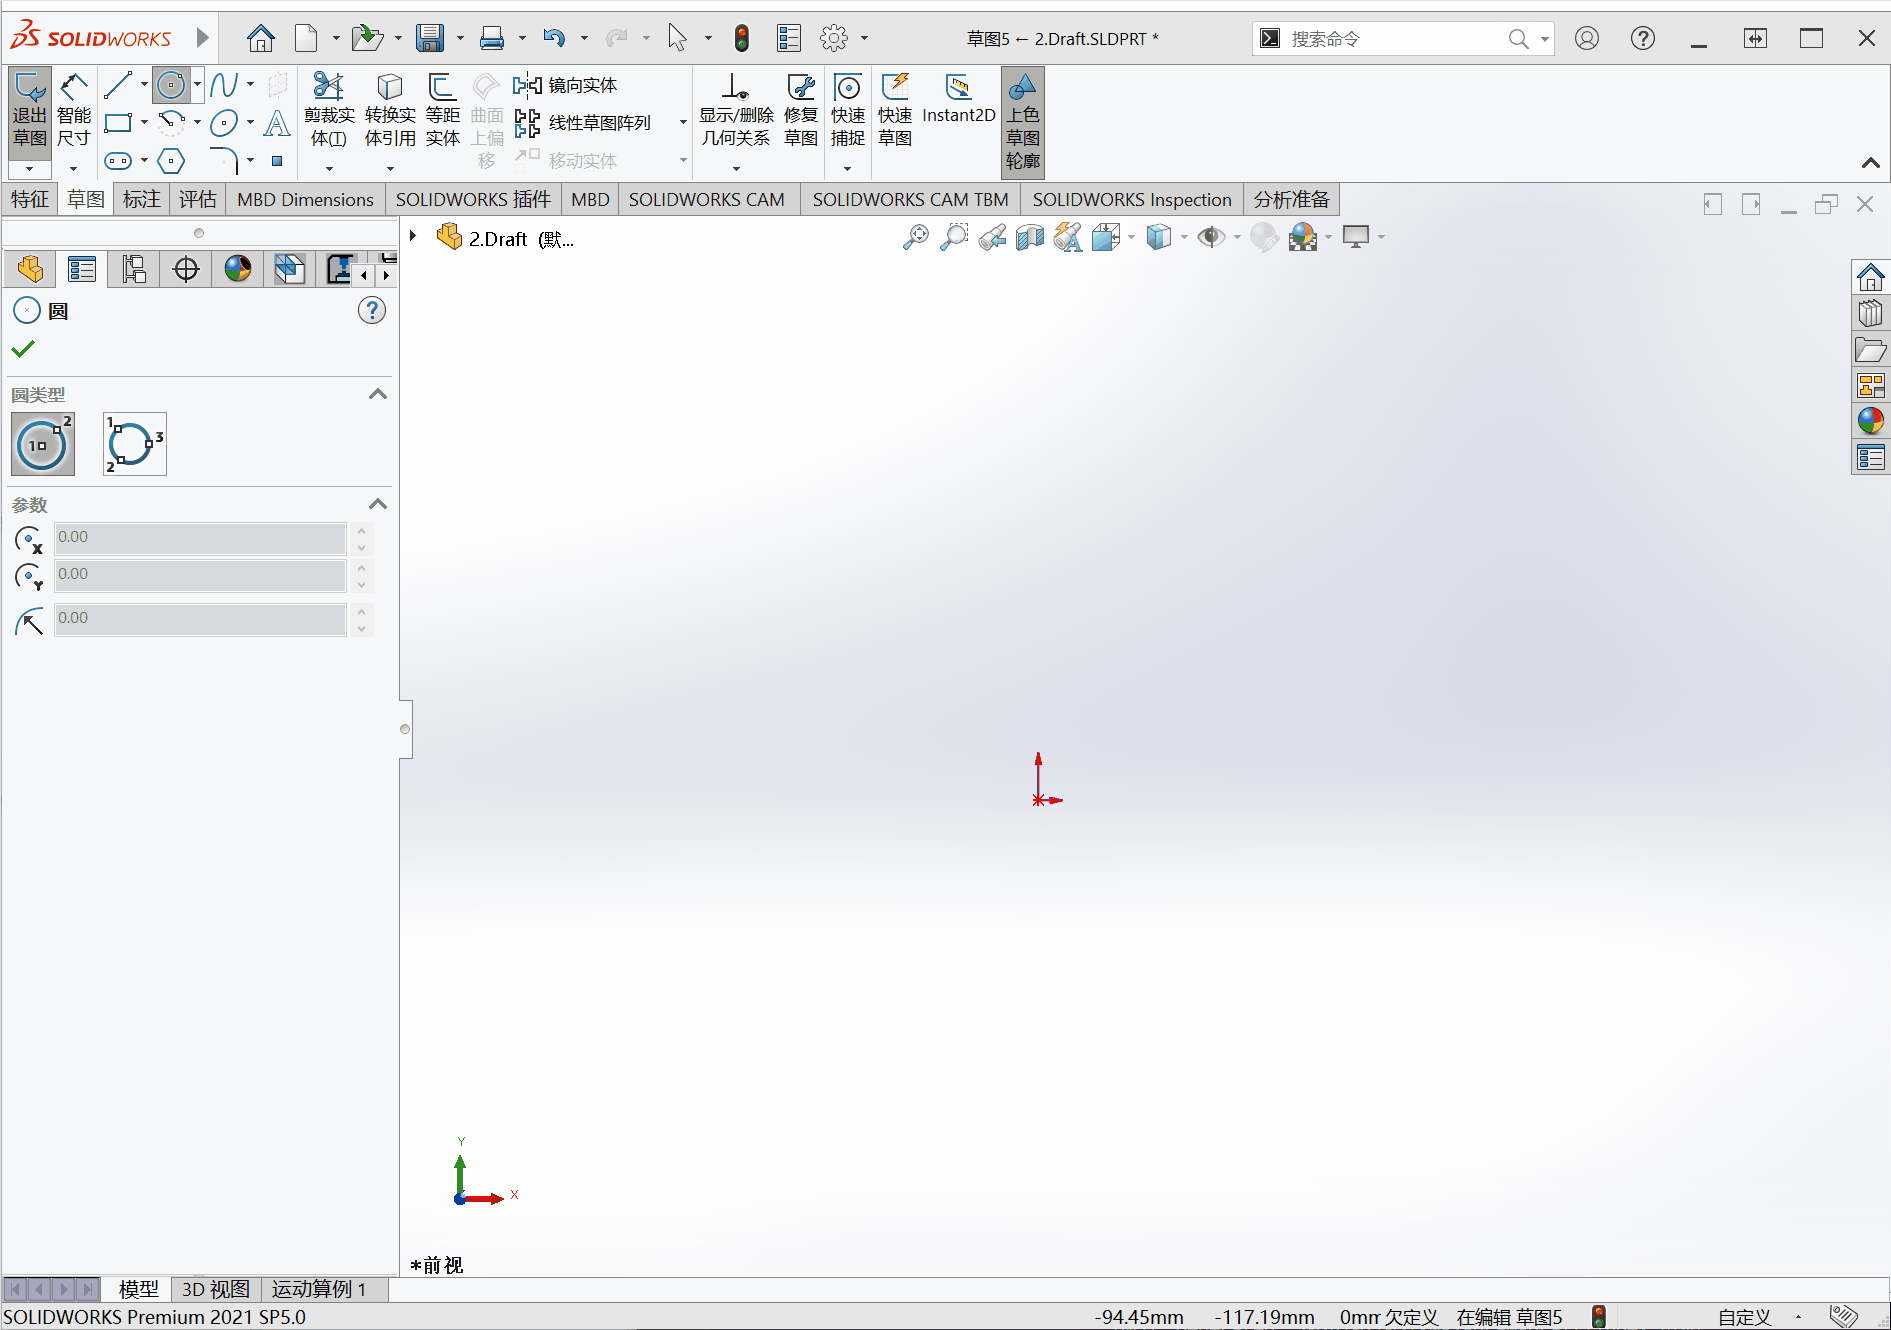 SOLIDWORKS
草图5 ← 2.Draft.SLDPRT *
搜索命令
退出草图
智能尺寸
剪裁实体(T)
转换实体引用
等距实体
曲面上偏移
镜向实体
线性草图阵列
移动实体
显示/删除几何关系
修复草图
快速捕捉
快速草图
Instant2D
上色草图轮廓
特征 草图 标注 评估 MBD Dimensions SOLIDWORKS 插件 MBD SOLIDWORKS CAM SOLIDWORKS CAM TBM SOLIDWORKS Inspection 分析准备
2.Draft (默...
圆
圆类型
1 2
1 2 3
参数
X 0.00
Y 0.00
0.00
Y
X
*前视
模型 3D 视图 运动算例 1
SOLIDWORKS Premium 2021 SP5.0
-94.45mm -117.19mm 0mm 欠定义 在编辑 草图5 自定义